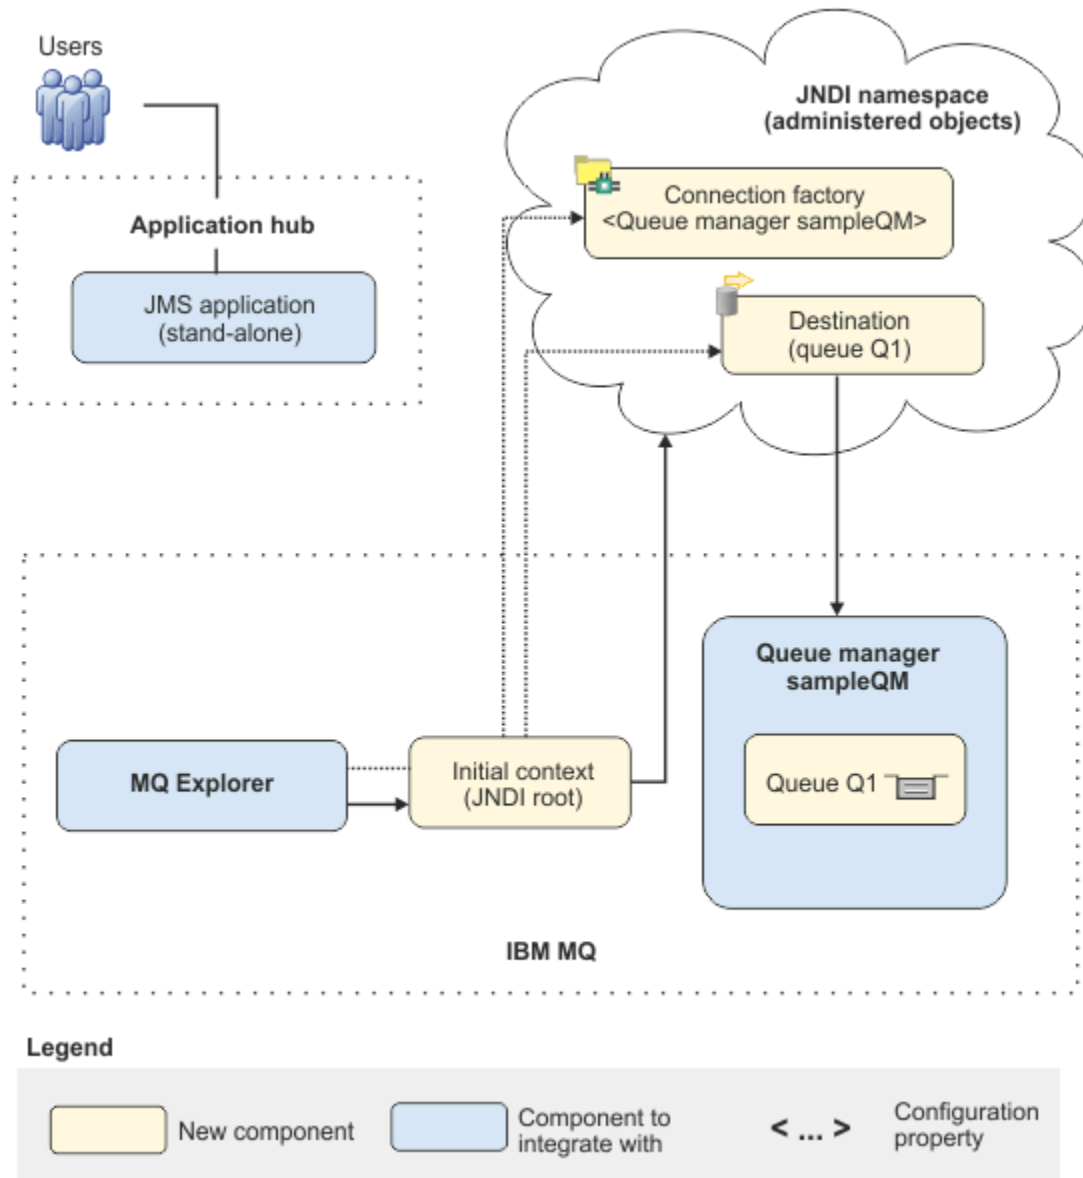 Users
JNDI namespace
(administered objects)
Connection factory
<Queue manager sampleQM>
Application hub
JMS application
(stand-alone)
Destination
(queue Q1)
Queue manager
sampleQM
MQ Explorer
Initial context
(JNDI root)
Queue Q1
IBM MQ
Legend
New component
Component to
integrate with
< ... >
Configuration
property